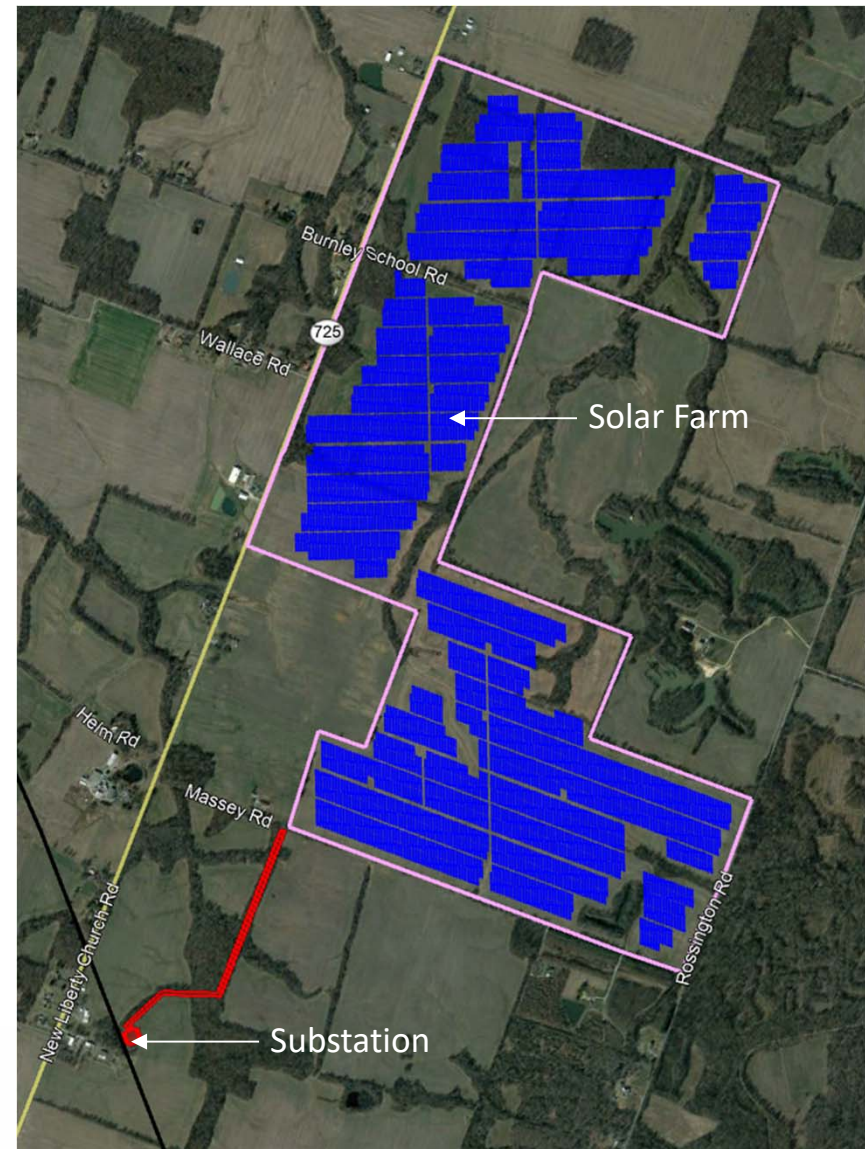 Burnley School Rd
725
Wallace Rd
Solar Farm
Helm Rd
Massey Rd
New Liberty Church Rd
Rossington Rd
Substation